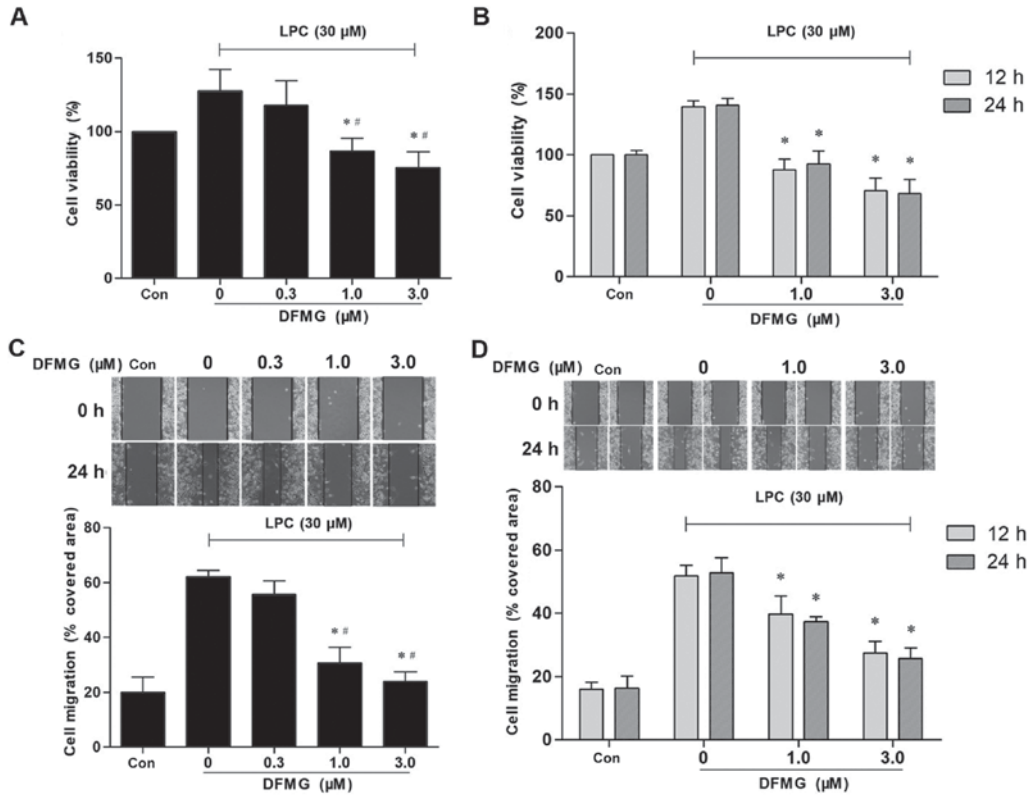 A
LPC (30 µM)
Cell viability (%)
150
100
50
0
* #
* #
Con 0 0.3 1.0 3.0
DFMG (µM)
B
LPC (30 µM)
Cell viability (%)
200
150
100
50
0
* * * *
12 h
24 h
Con 0 1.0 3.0
DFMG (µM)
C
DFMG (µM) Con 0 0.3 1.0 3.0
0 h
24 h
LPC (30 µM)
Cell migration (% covered area)
80
60
40
20
0
* #
* #
Con 0 0.3 1.0 3.0
DFMG (µM)
D
DFMG (µM) Con 0 1.0 3.0
0 h
24 h
LPC (30 µM)
Cell migration (% covered area)
80
60
40
20
0
* * * *
12 h
24 h
Con 0 1.0 3.0
DFMG (µM)